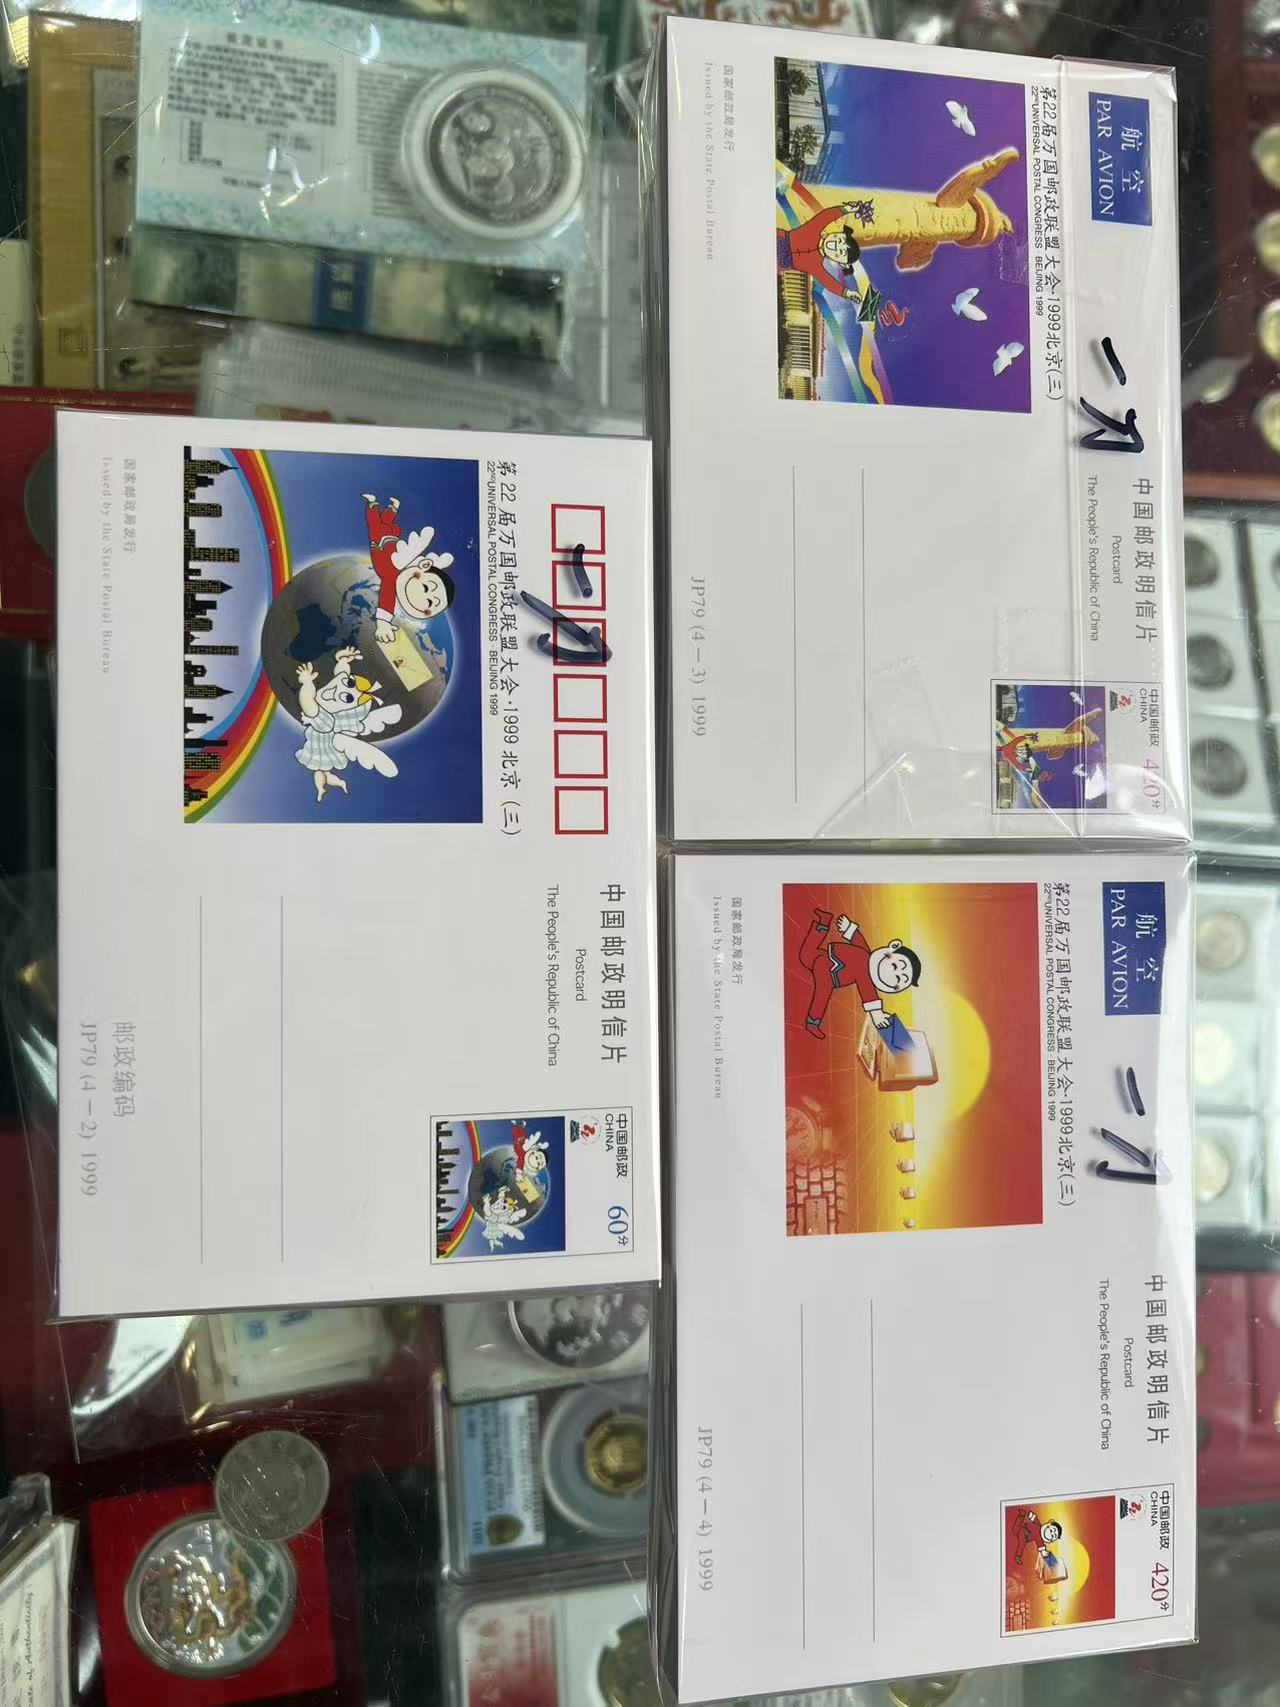 航空
PAR AVION
第22届万国邮政联盟大会·1999北京(三)
22ND UNIVERSAL POSTAL CONGRESS · BEIJING 1999
一刀
中国邮政明信片
Postcard
The People's Republic of China
中国邮政
CHINA
420分
国家邮政局发行
Issued by the State Postal Bureau
JP79 (4-3) 1999
第22届万国邮政联盟大会·1999北京(三)
22ND UNIVERSAL POSTAL CONGRESS · BEIJING 1999
一刀
中国邮政明信片
Postcard
The People's Republic of China
中国邮政
CHINA
60分
国家邮政局发行
Issued by the State Postal Bureau
邮政编码
JP79 (4-2) 1999
航空
PAR AVION
第22届万国邮政联盟大会·1999北京(三)
22ND UNIVERSAL POSTAL CONGRESS · BEIJING 1999
一刀
中国邮政明信片
Postcard
The People's Republic of China
中国邮政
CHINA
420分
国家邮政局发行
Issued by the State Postal Bureau
JP79 (4-4) 1999